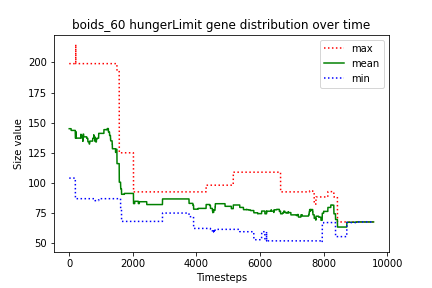 boids_60 hungerLimit gene distribution over time
max
mean
min
Size value
200
175
150
125
100
75
50
0
2000
4000
6000
8000
10000
Timesteps